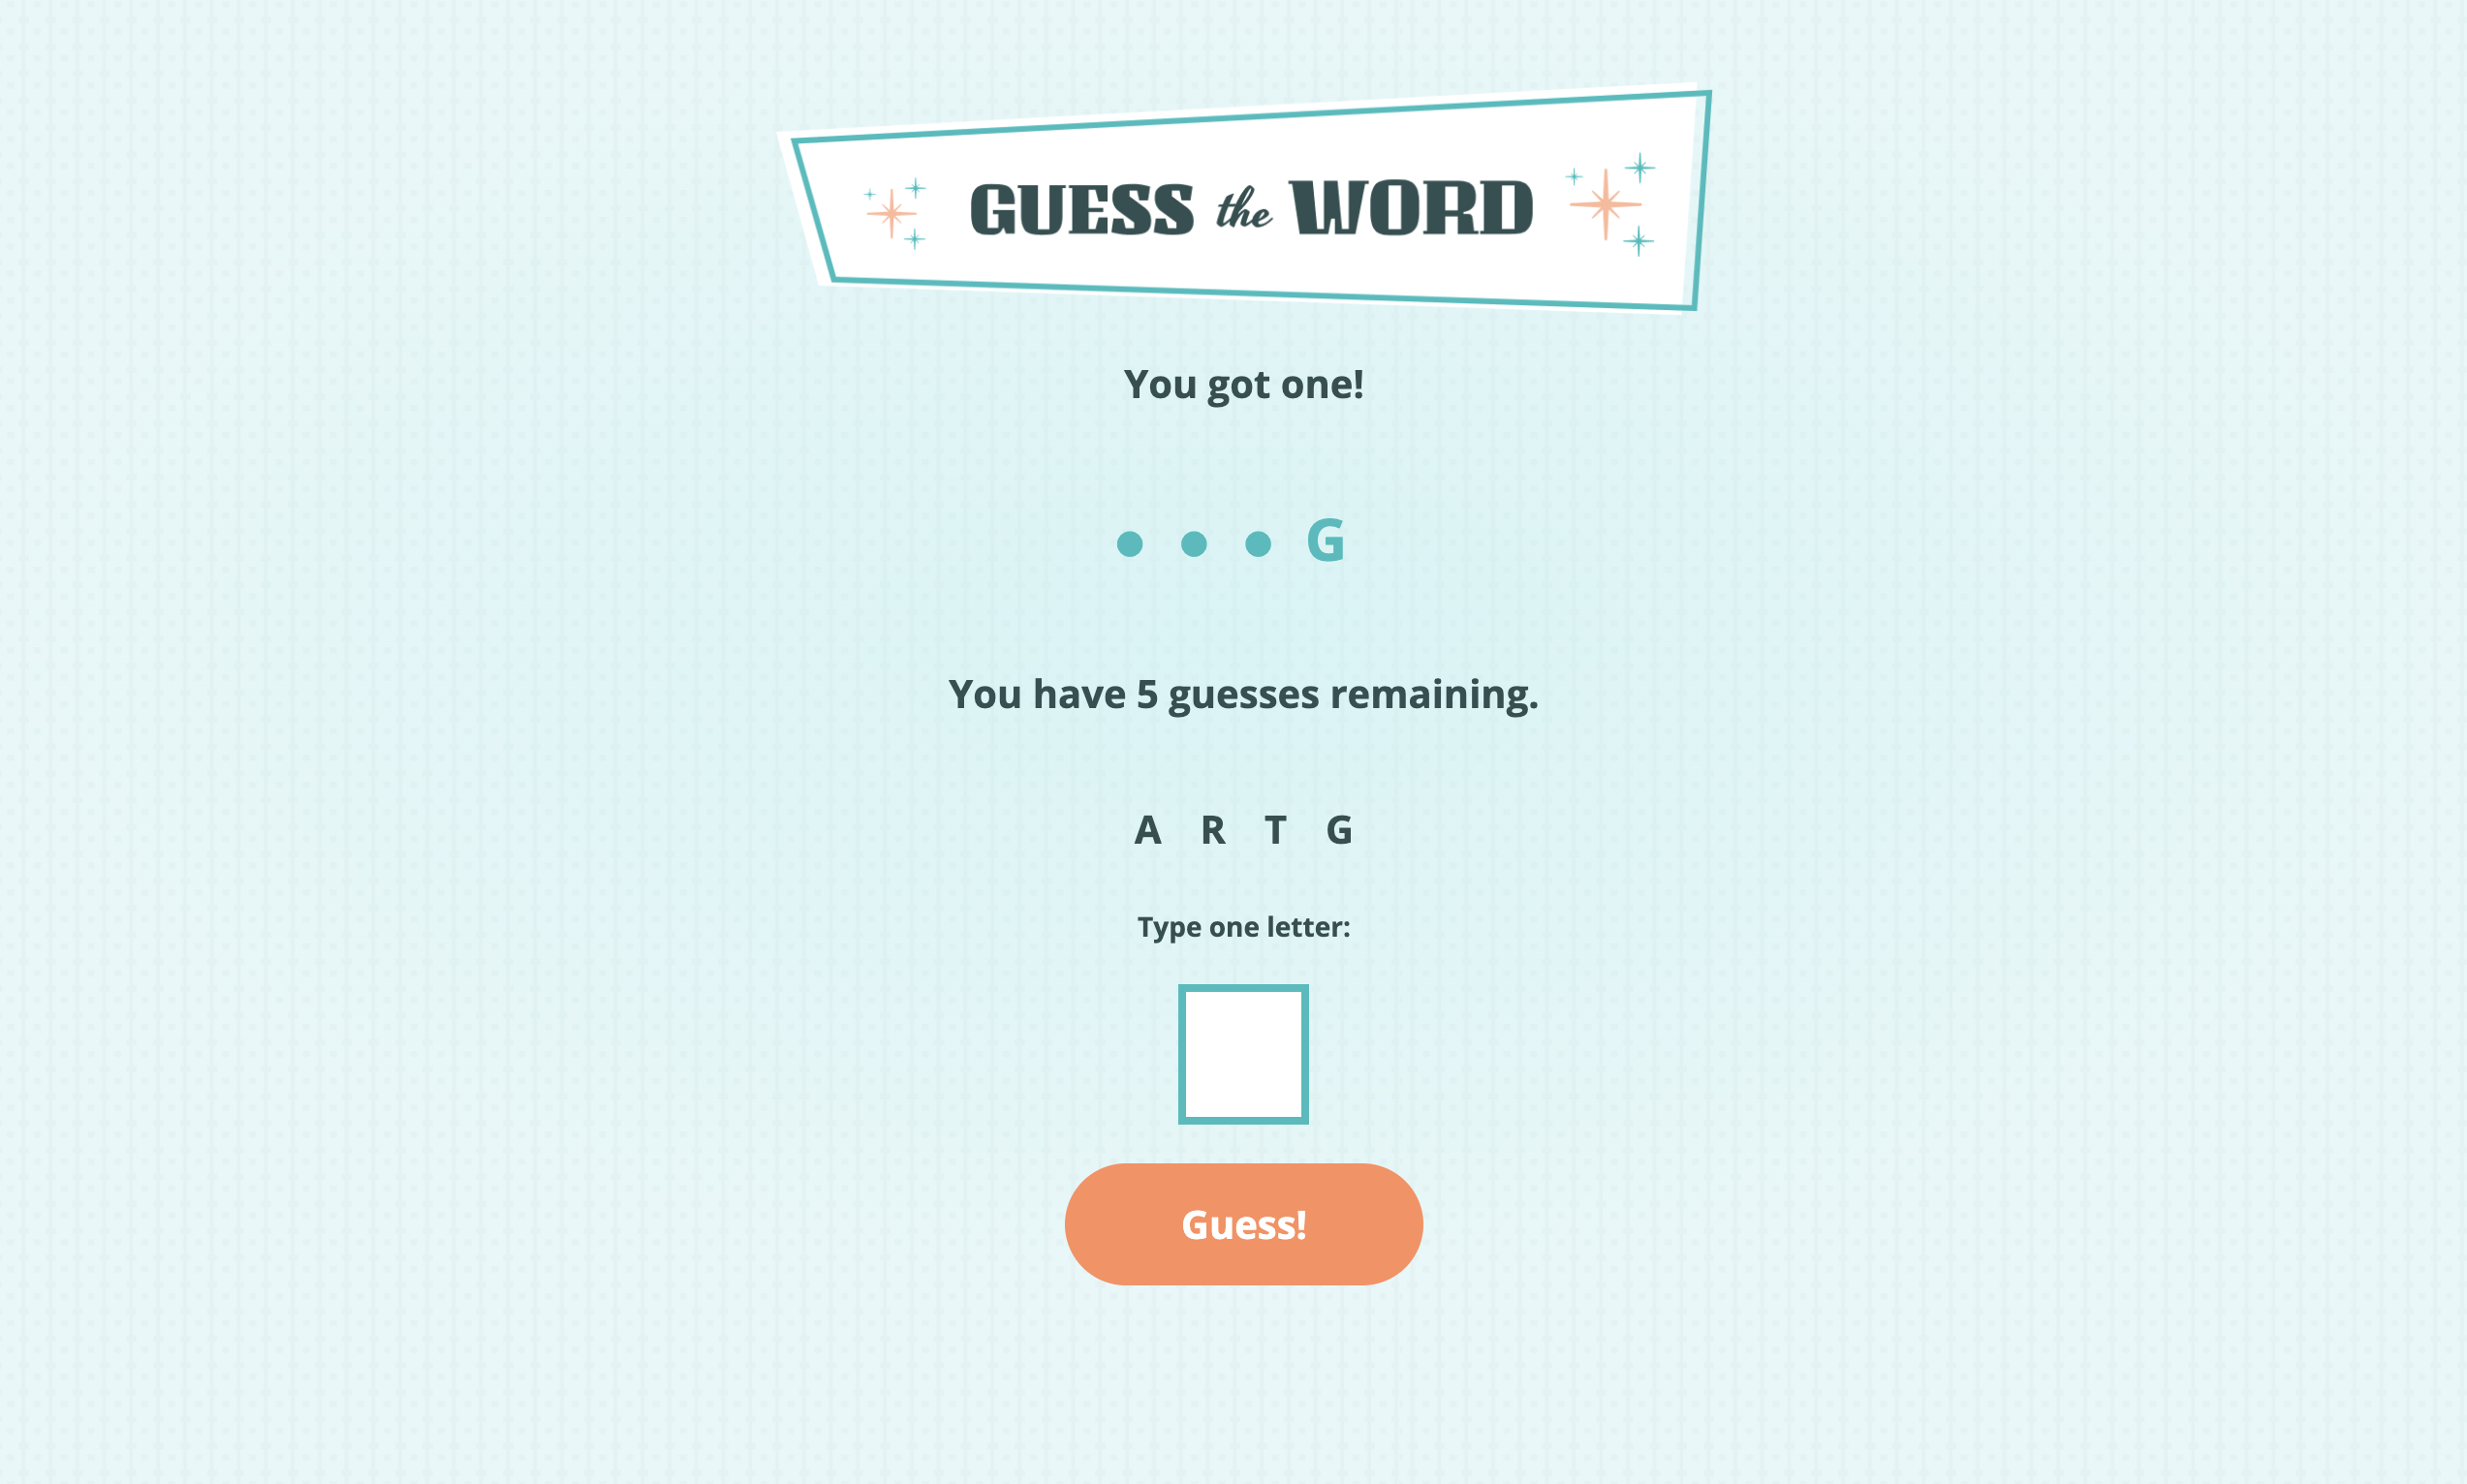 GUESS the WORD
You got one!
● ● ● G
You have 5 guesses remaining.
A R T G
Type one letter:
Guess!